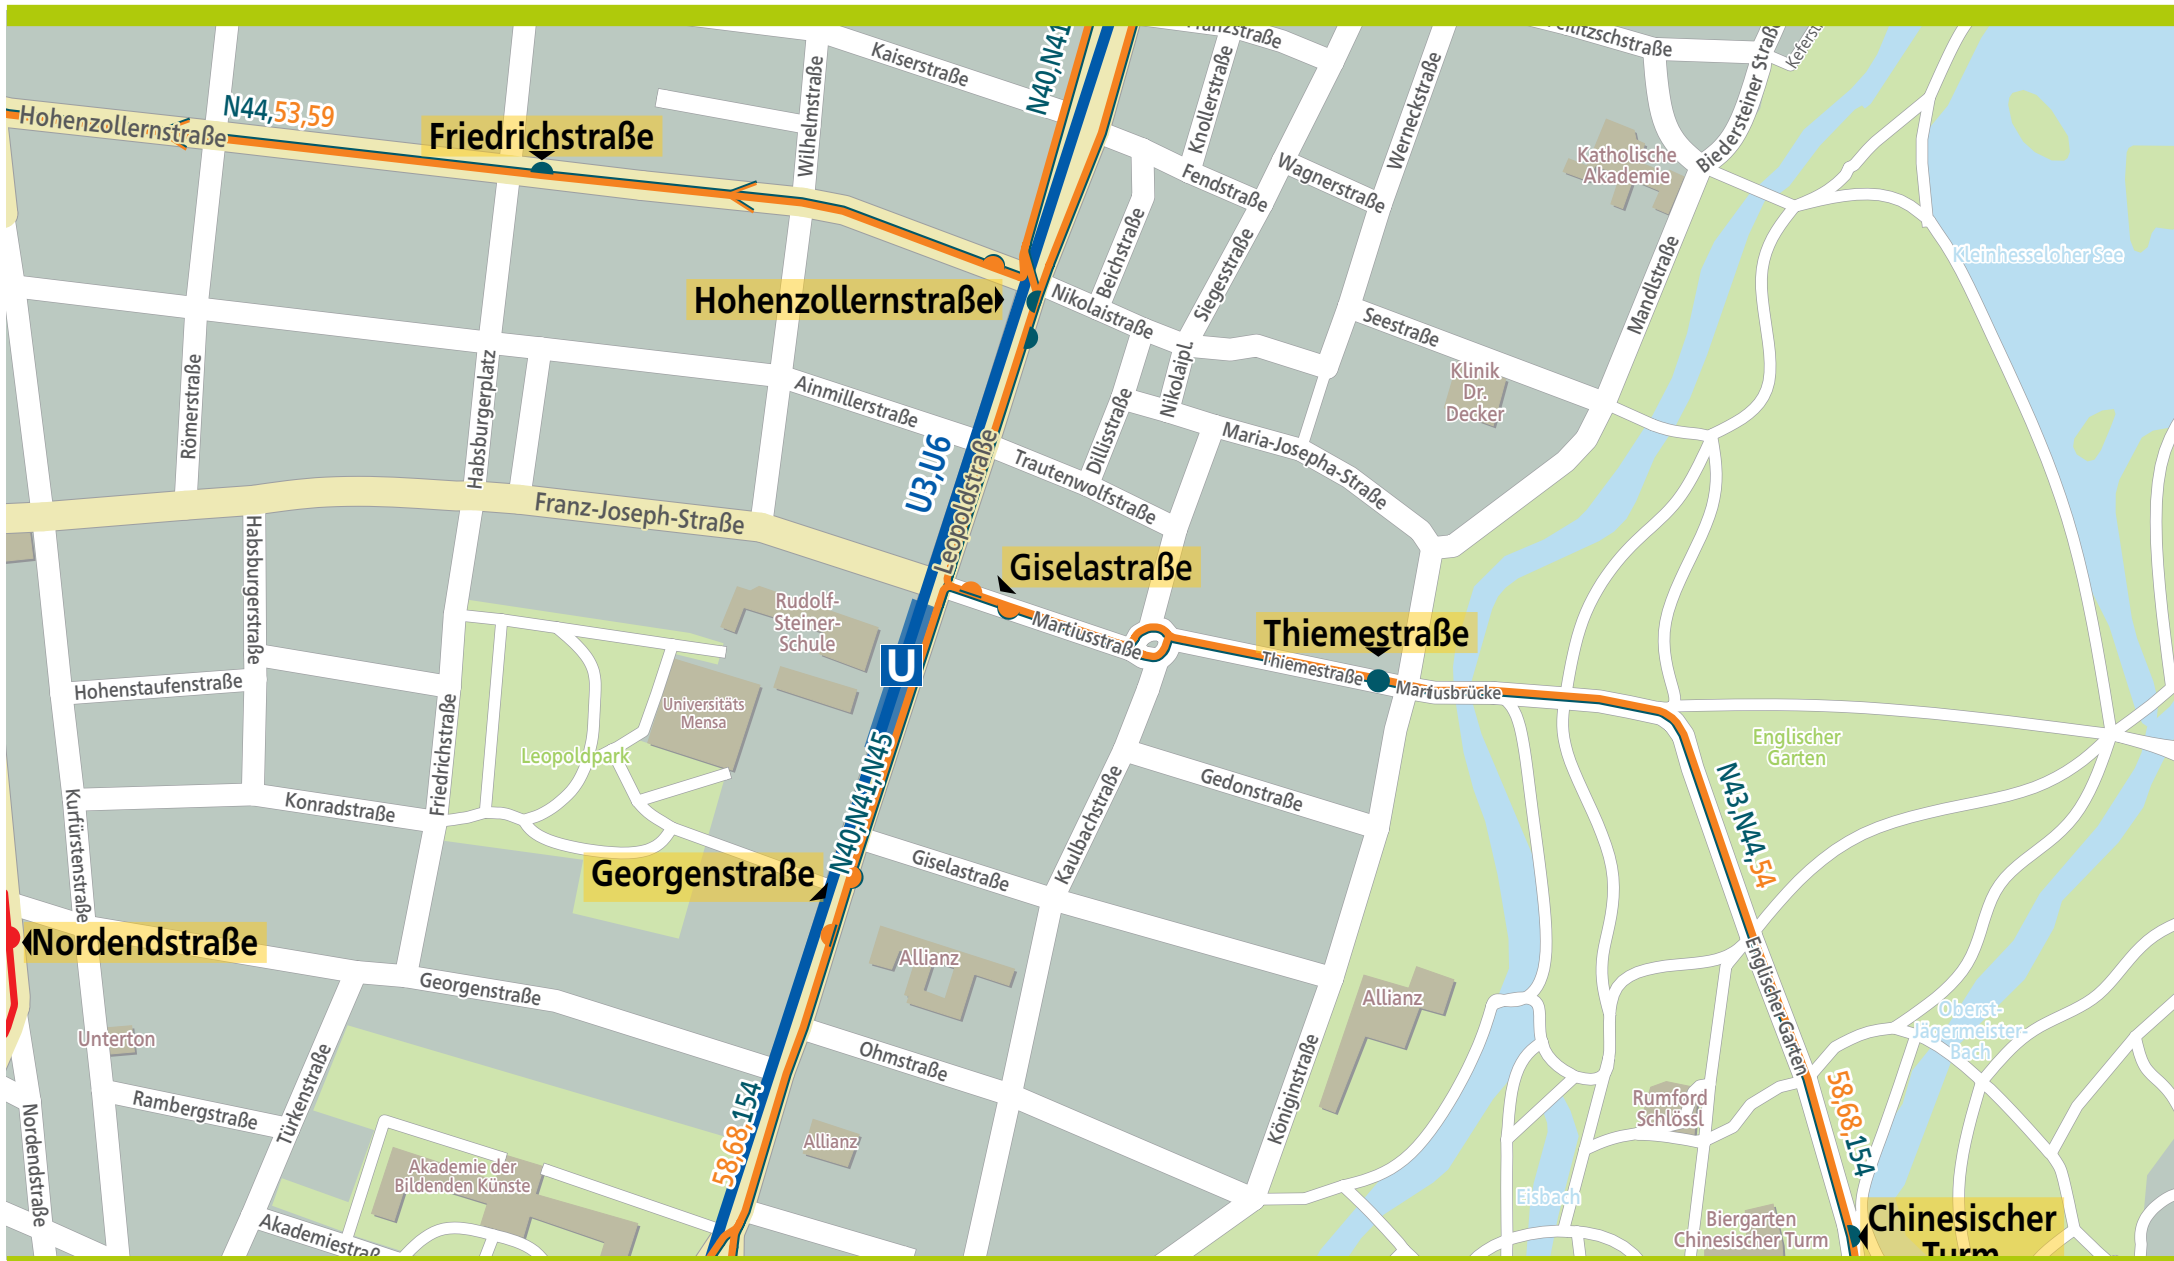 Kaiserstraße
N40,N41
Knollerstraße
Werneckstraße
Biedersteiner Straße
N44,53,59
Hohenzollernstraße
Friedrichstraße
Wilhelmstraße
Fendstraße
Wagnerstraße
Katholische
Akademie
Hohenzollernstraße
Nikolaistraße
Beichstraße
Siegesstraße
Seestraße
Mandlstraße
Kleinhesseloher See
Römerstraße
Habsburgerplatz
Ainmillerstraße
Nikolaipl.
Dillisstraße
Klinik
Dr.
Decker
U3,U6
Leopoldstraße
Trautenwolfstraße
Maria-Josepha-Straße
Franz-Joseph-Straße
Habsburgerstraße
Giselastraße
Rudolf-
Steiner-
Schule
Martiusstraße
Thiemestraße
Thiemestraße
Martiusbrücke
U
Hohenstaufenstraße
Friedrichstraße
Universitäts
Mensa
Leopoldpark
Englischer
Garten
N43,N44,54
Kurfürstenstraße
Konradstraße
N40,N41,N45
Gedonstraße
Kaulbachstraße
Giselastraße
Georgenstraße
Nordendstraße
Georgenstraße
Allianz
Allianz
Englischer Garten
Oberst-
Jägermeister-
Bach
Unterton
Ohmstraße
Königinstraße
Rambergstraße
Türkenstraße
Nordendstraße
58,68,154
Allianz
Rumford
Schlössl
58,68,154
Akademie der
Bildenden Künste
Akademiestraß
Eisbach
Biergarten
Chinesischer Turm
Chinesischer
Turm